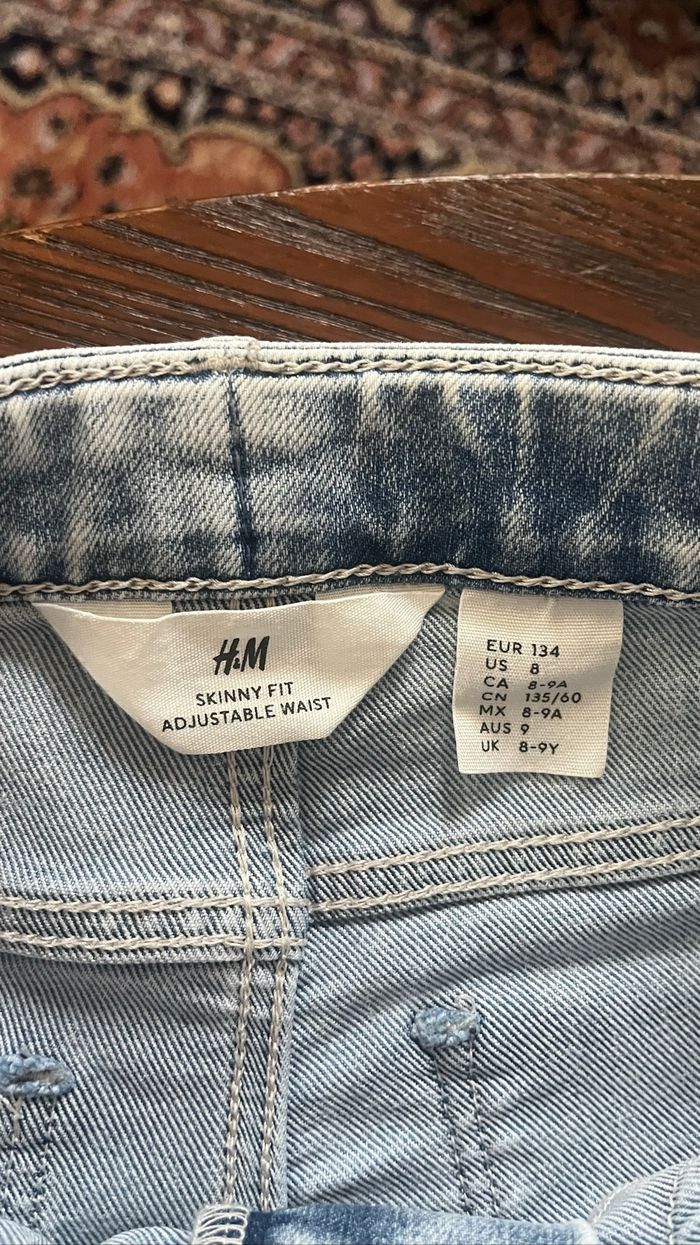 H&M
SKINNY FIT
ADJUSTABLE WAIST
EUR 134
US 8
CA 8-9A
CN 135/60
MX 8-9A
AUS 9
UK 8-9Y